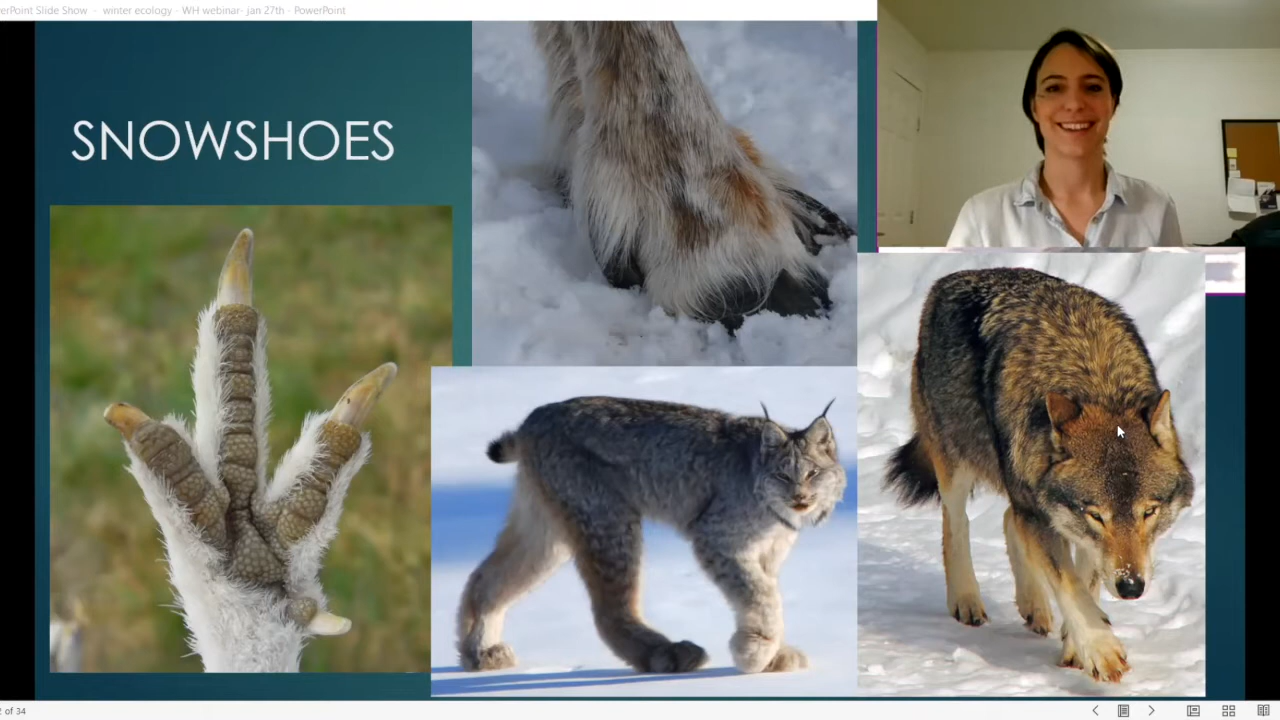 erPoint Slide Show - winter ecology - WH webinar- jan 27th - PowerPoint
SNOWSHOES
of 34